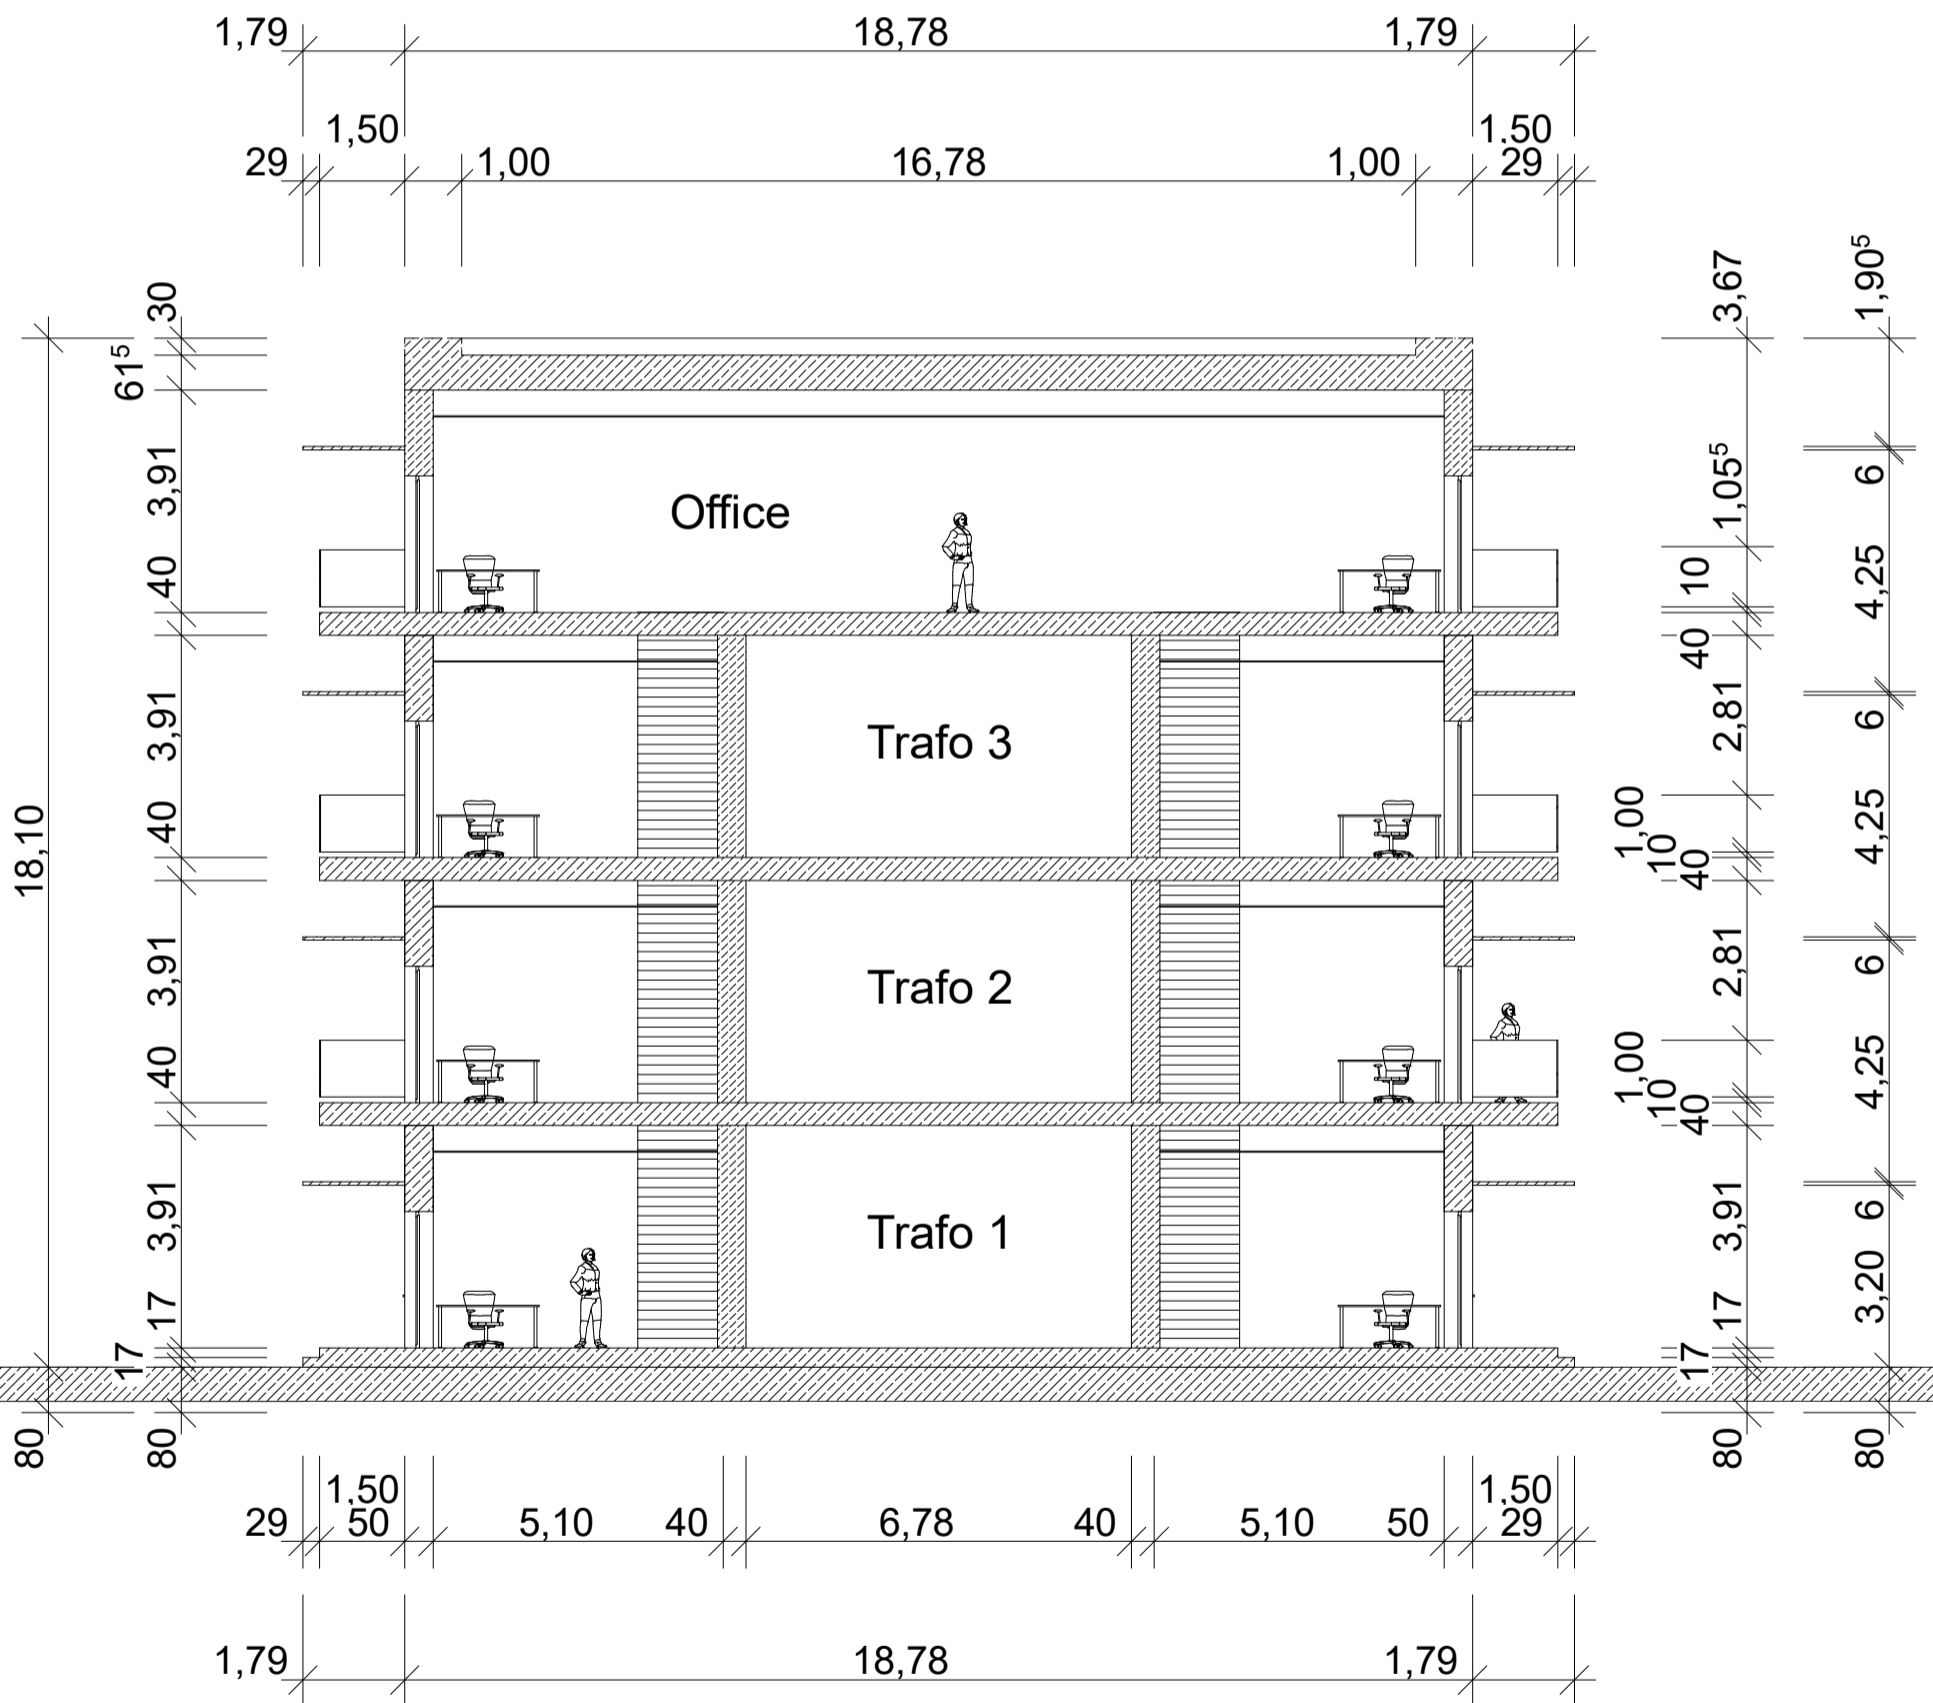 1,79 18,78 1,79
1,50 1,50
29 1,00 16,78 1,00 29
30 3,67 1,90⁵
61⁵
3,91 1,05⁵ 6
Office
40 10 4,25
40
3,91 Trafo 3 2,81 6
18,10 40 1,00 10 40 4,25
3,91 Trafo 2 2,81 6
40 1,00 10 40 4,25
3,91 Trafo 1 3,91 6
17 17 3,20
17 17
80 80 80 80
1,50 1,50
29 50 5,10 40 6,78 40 5,10 50 29
1,79 18,78 1,79